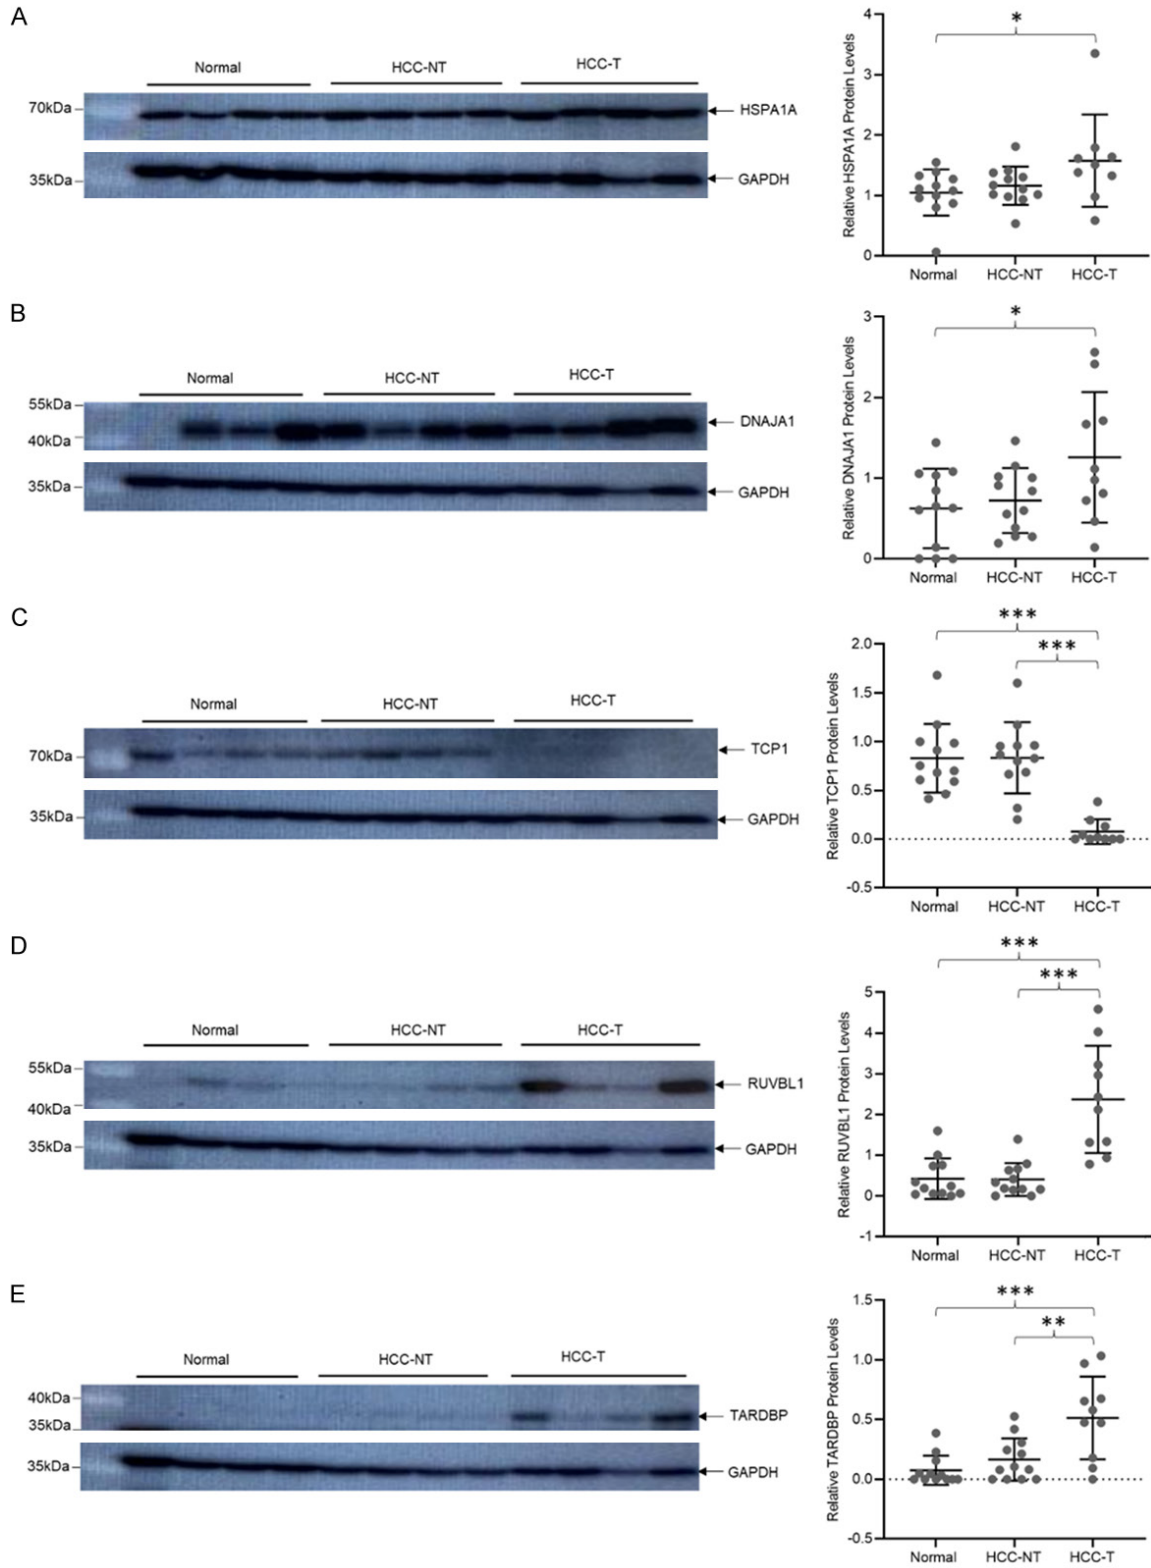 A
Normal
HCC-NT
HCC-T
70kDa
HSPA1A
35kDa
GAPDH
Relative HSPA1A Protein Levels
4
3
2
1
0
*
Normal
HCC-NT
HCC-T
B
Normal
HCC-NT
HCC-T
55kDa
40kDa
DNAJA1
35kDa
GAPDH
Relative DNAJA1 Protein Levels
3
2
1
0
*
Normal
HCC-NT
HCC-T
C
Normal
HCC-NT
HCC-T
70kDa
TCP1
35kDa
GAPDH
Relative TCP1 Protein Levels
2.0
1.5
1.0
0.5
0.0
-0.5
***
***
Normal
HCC-NT
HCC-T
D
Normal
HCC-NT
HCC-T
55kDa
40kDa
RUVBL1
35kDa
GAPDH
Relative RUVBL1 Protein Levels
5
4
3
2
1
0
-1
***
***
Normal
HCC-NT
HCC-T
E
Normal
HCC-NT
HCC-T
40kDa
35kDa
TARDBP
35kDa
GAPDH
Relative TARDBP Protein Levels
1.5
1.0
0.5
0.0
-0.5
***
**
Normal
HCC-NT
HCC-T